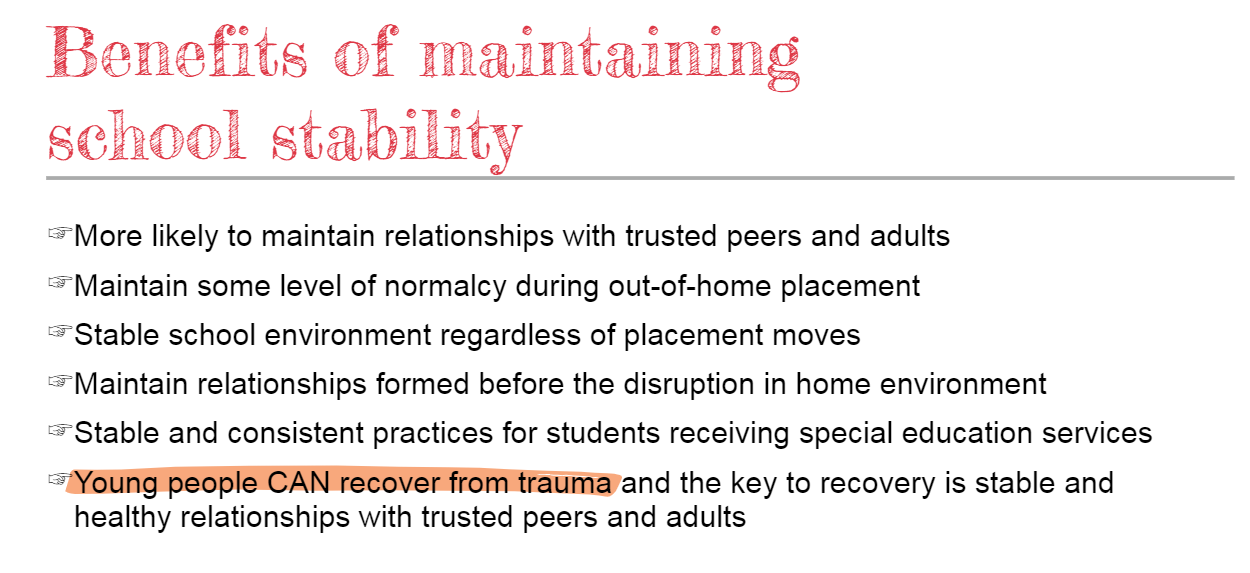 Benefits of maintaining
school stability
☞More likely to maintain relationships with trusted peers and adults
☞Maintain some level of normalcy during out-of-home placement
☞Stable school environment regardless of placement moves
☞Maintain relationships formed before the disruption in home environment
☞Stable and consistent practices for students receiving special education services
☞Young people CAN recover from trauma and the key to recovery is stable and
healthy relationships with trusted peers and adults